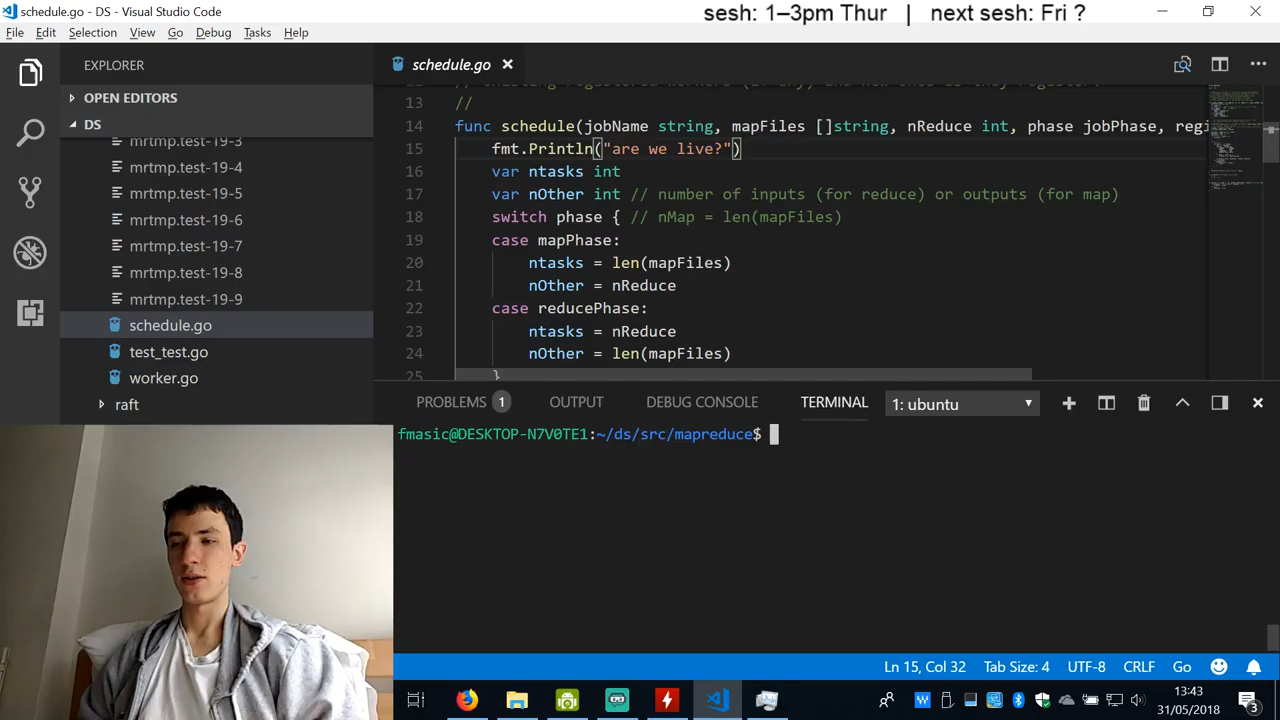 schedule.go - DS - Visual Studio Code
sesh: 1–3pm Thur | next sesh: Fri ?
File Edit Selection View Go Debug Tasks Help
EXPLORER
OPEN EDITORS
DS
mrtmp.test-19-3
mrtmp.test-19-4
mrtmp.test-19-5
mrtmp.test-19-6
mrtmp.test-19-7
mrtmp.test-19-8
mrtmp.test-19-9
schedule.go
test_test.go
worker.go
raft
schedule.go
13 //
14 func schedule(jobName string, mapFiles []string, nReduce int, phase jobPhase, regi
15 fmt.Println("are we live?")
16 var ntasks int
17 var nOther int // number of inputs (for reduce) or outputs (for map)
18 switch phase { // nMap = len(mapFiles)
19 case mapPhase:
20 ntasks = len(mapFiles)
21 nOther = nReduce
22 case reducePhase:
23 ntasks = nReduce
24 nOther = len(mapFiles)
25 }
PROBLEMS 1 OUTPUT DEBUG CONSOLE TERMINAL 1: ubuntu
fmasic@DESKTOP-N7V0TE1:~/ds/src/mapreduce$
Ln 15, Col 32 Tab Size: 4 UTF-8 CRLF Go
13:43
31/05/2018
3